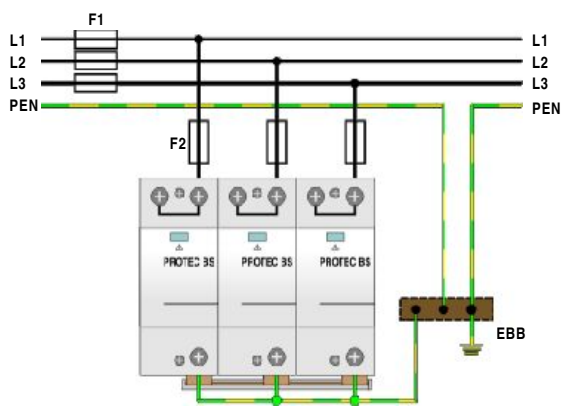 F1
L1 L1
L2 L2
L3 L3
PEN PEN
F2
PROTEC BS PROTEC BS PROTEC BS
EBB